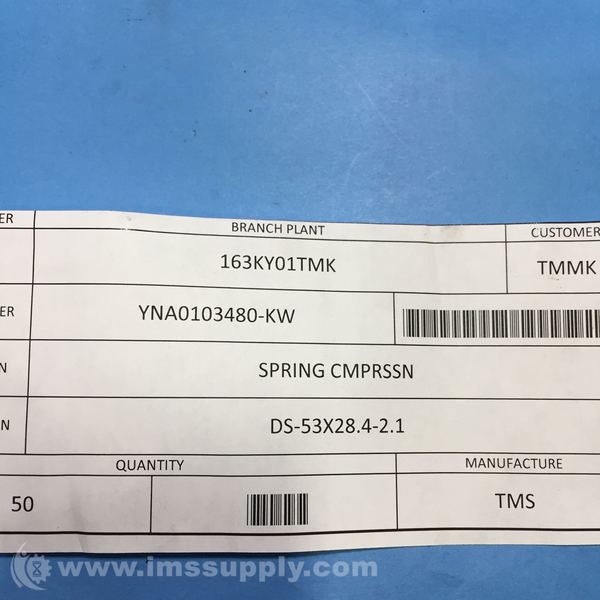 ER BRANCH PLANT CUSTOMER
163KY01TMK TMMK
ER YNA0103480-KW
N SPRING CMPRSSN
N DS-53X28.4-2.1
QUANTITY MANUFACTURE
50 TMS
www.imssupply.com